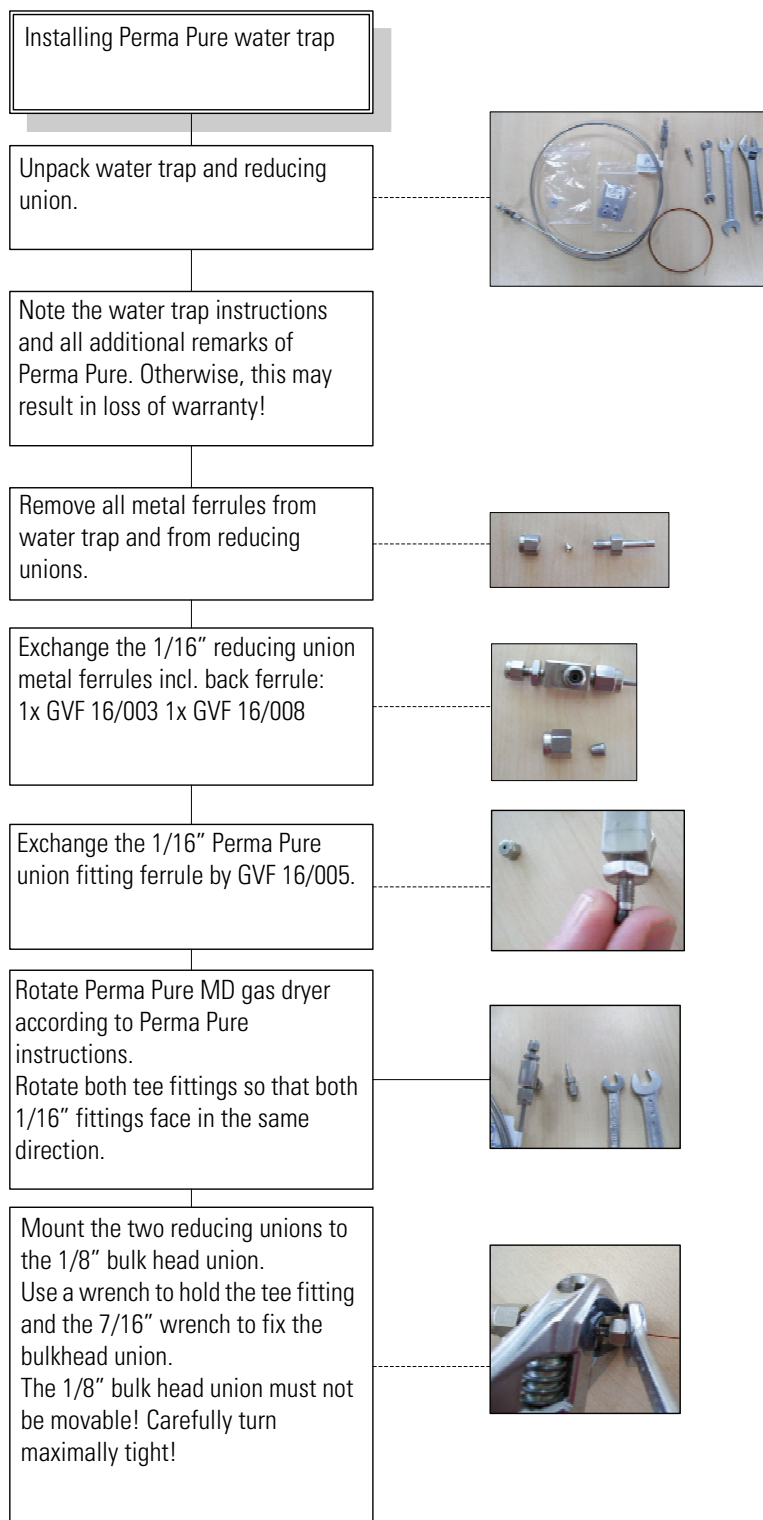 Installing Perma Pure water trap
Unpack water trap and reducing
union.
Note the water trap instructions
and all additional remarks of
Perma Pure. Otherwise, this may
result in loss of warranty!
Remove all metal ferrules from
water trap and from reducing
unions.
Exchange the 1/16” reducing union
metal ferrules incl. back ferrule:
1x GVF 16/003 1x GVF 16/008
Exchange the 1/16” Perma Pure
union fitting ferrule by GVF 16/005.
Rotate Perma Pure MD gas dryer
according to Perma Pure
instructions.
Rotate both tee fittings so that both
1/16” fittings face in the same
direction.
Mount the two reducing unions to
the 1/8” bulk head union.
Use a wrench to hold the tee fitting
and the 7/16” wrench to fix the
bulkhead union.
The 1/8” bulk head union must not
be movable! Carefully turn
maximally tight!